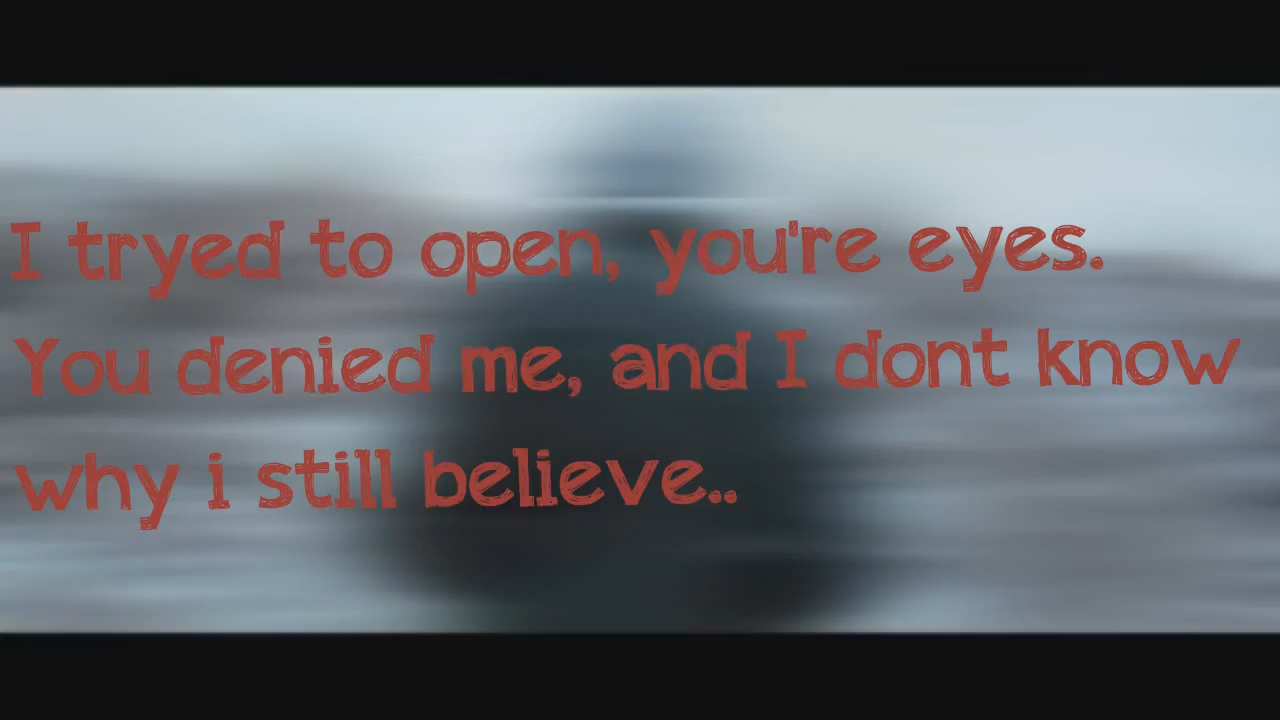 I tryed to open, you're eyes.
You denied me, and I dont know
why i still believe..